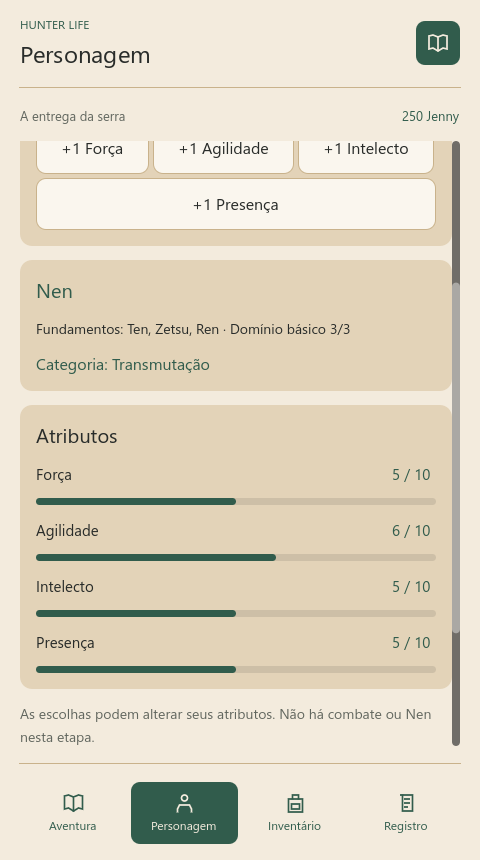 HUNTER LIFE
Personagem
A entrega da serra
250 Jenny
+1 Força
+1 Agilidade
+1 Intelecto
+1 Presença
Nen
Fundamentos: Ten, Zetsu, Ren · Domínio básico 3/3
Categoria: Transmutação
Atributos
Força
5 / 10
Agilidade
6 / 10
Intelecto
5 / 10
Presença
5 / 10
As escolhas podem alterar seus atributos. Não há combate ou Nen
nesta etapa.
Aventura
Personagem
Inventário
Registro